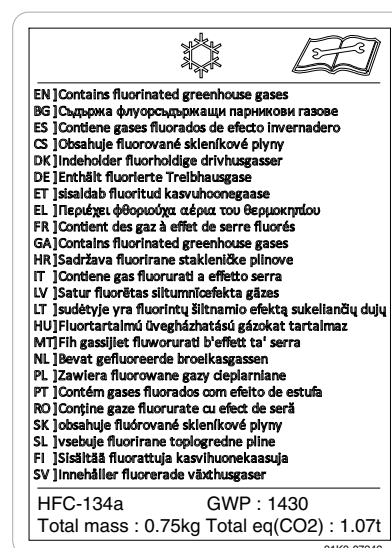 EN ]Contains fluorinated greenhouse gases
BG ]Съдържа флуорсъдържащи парникови газове
ES ]Contiene gases fluorados de efecto invernadero
CS ]Obsahuje fluorované skleníkové plyny
DK]Indeholder fluorholdige drivhusgasser
DE ]Enthält fluorierte Treibhausgase
ET ]sisaldab fluoritud kasvuhoonegaase
EL ]Περιέχει φθοριούχα αέρια του θερμοκηπίου
FR ]Contient des gaz à effet de serre fluorés
GA]Contains fluorinated greenhouse gases
HR]Sadržava fluorirane stakleničke plinove
IT ]Contiene gas fluorurati a effetto serra
LV ]Satur fluorētas siltumnīcefekta gāzes
LT ]sudėtyje yra fluorintų šiltnamio efektą sukeliančių dujų
HU]Fluortartalmú üvegházhatású gázokat tartalmaz
MT]Fih gassijiet fluworurati b'effett ta' serra
NL ]Bevat gefluoreerde broeikasgassen
PL ]Zawiera fluorowane gazy cieplarniane
PT ]Contém gases fluorados com efeito de estufa
RO]Conține gaze fluorurate cu efect de seră
SK ]obsahuje fluórované skleníkové plyny
SL ]vsebuje fluorirane toplogredne pline
FI ]Sisältää fluorattuja kasvihuonekaasuja
SV ]Innehåller fluorerade växthusgaser
HFC-134a GWP : 1430
Total mass : 0.75kg Total eq(CO2) : 1.07t